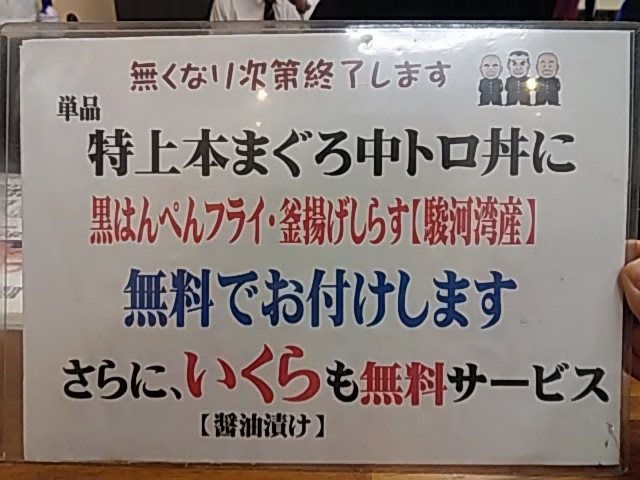 無くなり次第終了します
単品
特上本まぐろ中トロ丼に
黒はんぺんフライ・釜揚げしらす【駿河湾産】
無料でお付けします
さらに、いくらも無料サービス
【醤油漬け】